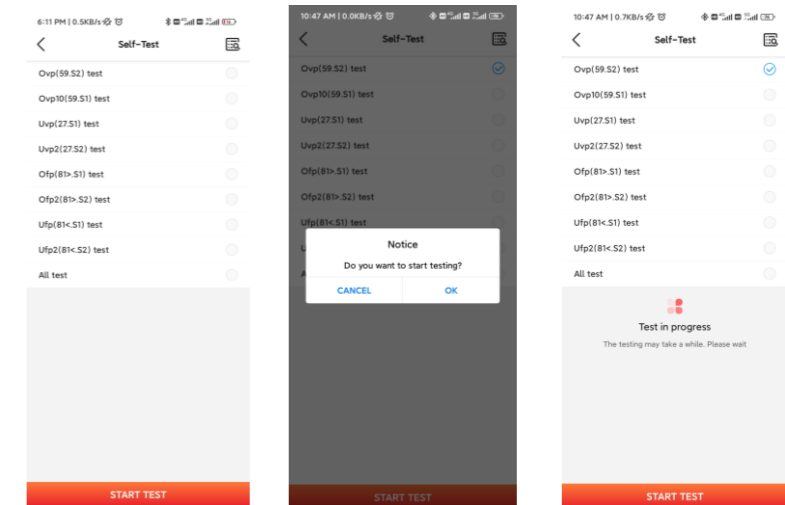 6:11 PM | 0.5KB/s
Self-Test
Ovp(59.S2) test
Ovp10(59.S1) test
Uvp(27.S1) test
Uvp2(27.S2) test
Ofp(81>.S1) test
Ofp2(81>.S2) test
Ufp(81<.S1) test
Ufp2(81<.S2) test
All test
START TEST
10:47 AM | 0.0KB/s
Self-Test
Ovp(59.S2) test
Ovp10(59.S1) test
Uvp(27.S1) test
Uvp2(27.S2) test
Ofp(81>.S1) test
Ofp2(81>.S2) test
Ufp(81<.S1) test
Notice
Do you want to start testing?
CANCEL OK
START TEST
10:47 AM | 0.7KB/s
Self-Test
Ovp(59.S2) test
Ovp10(59.S1) test
Uvp(27.S1) test
Uvp2(27.S2) test
Ofp(81>.S1) test
Ofp2(81>.S2) test
Ufp(81<.S1) test
Ufp2(81<.S2) test
All test
Test in progress
The testing may take a while. Please wait
START TEST